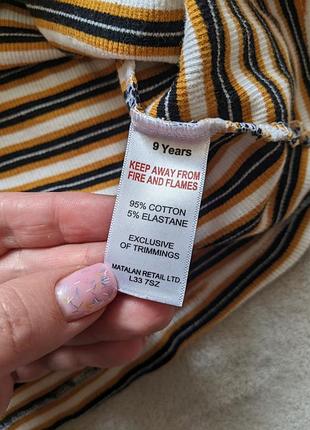 9 Years
KEEP AWAY FROM
FIRE AND FLAMES
95% COTTON
5% ELASTANE
EXCLUSIVE
OF TRIMMINGS
MATALAN RETAIL LTD.
L33 7SZ